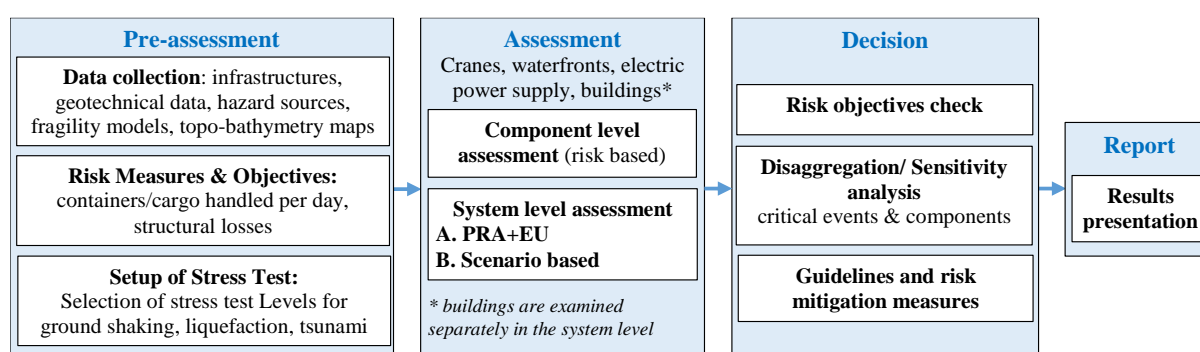 Pre-assessment
Data collection: infrastructures,
geotechnical data, hazard sources,
fragility models, topo-bathymetry maps
Risk Measures & Objectives:
containers/cargo handled per day,
structural losses
Setup of Stress Test:
Selection of stress test Levels for
ground shaking, liquefaction, tsunami
Assessment
Cranes, waterfronts, electric
power supply, buildings*
Component level
assessment (risk based)
System level assessment
A. PRA+EU
B. Scenario based
* buildings are examined
separately in the system level
Decision
Risk objectives check
Disaggregation/ Sensitivity
analysis
critical events & components
Guidelines and risk
mitigation measures
Report
Results
presentation